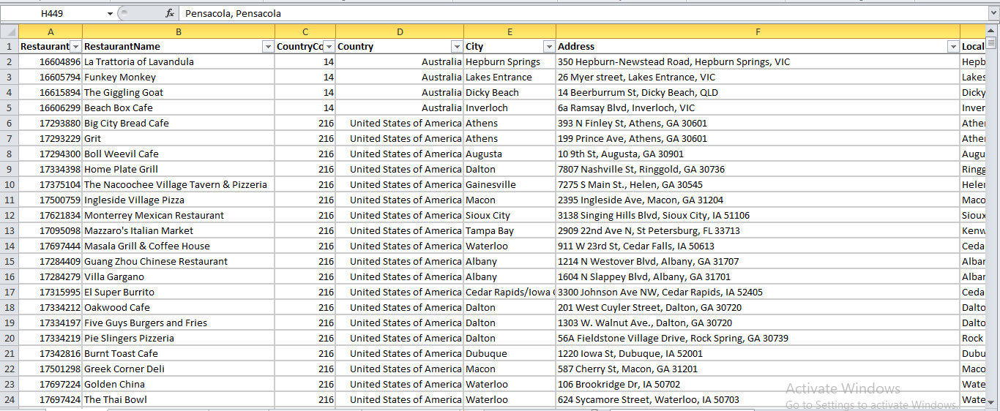 H449 fx Pensacola, Pensacola
A B C D E F
1 Restaurant RestaurantName CountryCo Country City Address Local
2 16604896 La Trattoria of Lavandula 14 Australia Hepburn Springs 350 Hepburn-Newstead Road, Hepburn Springs, VIC Hepb
3 16605794 Funkey Monkey 14 Australia Lakes Entrance 26 Myer street, Lakes Entrance, VIC Lakes
4 16615894 The Giggling Goat 14 Australia Dicky Beach 14 Beerburrum St, Dicky Beach, QLD Dicky
5 16606299 Beach Box Cafe 14 Australia Inverloch 6a Ramsay Blvd, Inverloch, VIC Inver
6 17293880 Big City Bread Cafe 216 United States of America Athens 393 N Finley St, Athens, GA 30601 Athe
7 17293229 Grit 216 United States of America Athens 199 Prince Ave, Athens, GA 30601 Athe
8 17294300 Boll Weevil Cafe 216 United States of America Augusta 10 9th St, Augusta, GA 30901 Augu
9 17334398 Home Plate Grill 216 United States of America Dalton 7807 Nashville St, Ringgold, GA 30736 Ringg
10 17375104 The Nacoochee Village Tavern & Pizzeria 216 United States of America Gainesville 7275 S Main St., Helen, GA 30545 Heler
11 17500759 Ingleside Village Pizza 216 United States of America Macon 2395 Ingleside Ave, Macon, GA 31204 Maco
12 17621834 Monterrey Mexican Restaurant 216 United States of America Sioux City 3138 Singing Hills Blvd, Sioux City, IA 51106 Sioux
13 17095098 Mazzaro's Italian Market 216 United States of America Tampa Bay 2909 22nd Ave N, St Petersburg, FL 33713 Kenw
14 17697444 Masala Grill & Coffee House 216 United States of America Waterloo 911 W 23rd St, Cedar Falls, IA 50613 Ceda
15 17284409 Guang Zhou Chinese Restaurant 216 United States of America Albany 1214 N Westover Blvd, Albany, GA 31707 Albar
16 17284279 Villa Gargano 216 United States of America Albany 1604 N Slappey Blvd, Albany, GA 31701 Albar
17 17315995 El Super Burrito 216 United States of America Cedar Rapids/Iowa 3300 Johnson Ave NW, Cedar Rapids, IA 52405 Ceda
18 17334212 Oakwood Cafe 216 United States of America Dalton 201 West Cuyler Street, Dalton, GA 30720 Dalto
19 17334197 Five Guys Burgers and Fries 216 United States of America Dalton 1303 W. Walnut Ave., Dalton, GA 30720 Dalto
20 17334219 Pie Slingers Pizzeria 216 United States of America Dalton 56A Fieldstone Village Drive, Rock Spring, GA 30739 Rock
21 17342816 Burnt Toast Cafe 216 United States of America Dubuque 1220 Iowa St, Dubuque, IA 52001 Dubu
22 17501298 Greek Corner Deli 216 United States of America Macon 587 Cherry St, Macon, GA 31201 Maco
23 17697224 Golden China 216 United States of America Waterloo 106 Brookridge Dr, IA 50702 Wate
24 17697424 The Thai Bowl 216 United States of America Waterloo 624 Sycamore Street, Waterloo, IA 50703 Wate
Activate Windows
Go to Settings to activate Windows.